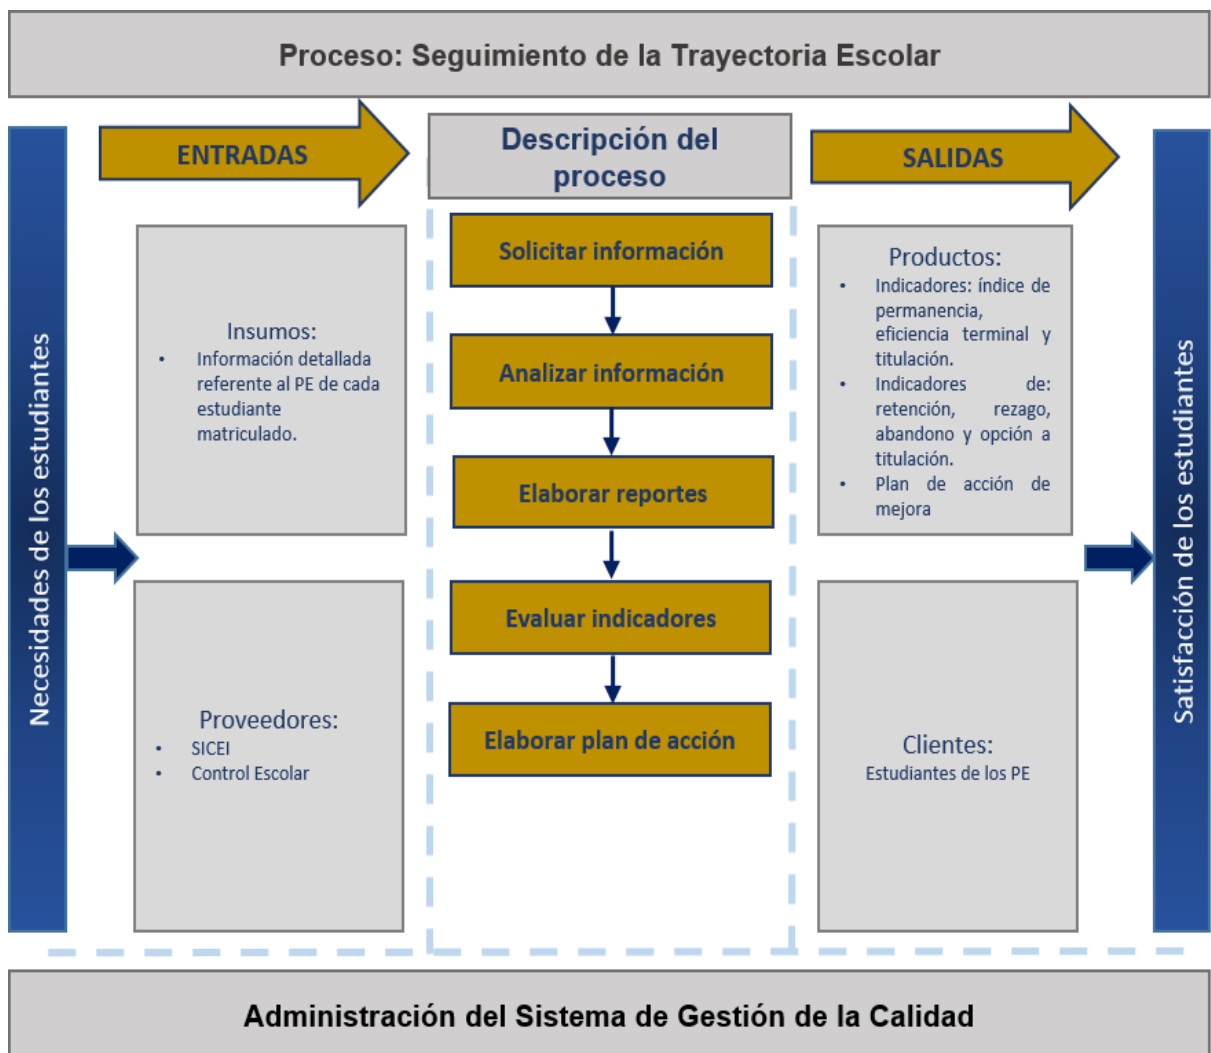 Proceso: Seguimiento de la Trayectoria Escolar
Necesidades de los estudiantes
ENTRADAS
Insumos:
• Información detallada
referente al PE de cada
estudiante
matriculado.
Proveedores:
• SICEI
• Control Escolar
Descripción del
proceso
Solicitar información
Analizar información
Elaborar reportes
Evaluar indicadores
Elaborar plan de acción
SALIDAS
Productos:
• Indicadores: índice de
permanencia,
eficiencia terminal y
titulación.
• Indicadores de:
retención, rezago,
abandono y opción a
titulación.
• Plan de acción de
mejora
Clientes:
Estudiantes de los PE
Satisfacción de los estudiantes
Administración del Sistema de Gestión de la Calidad